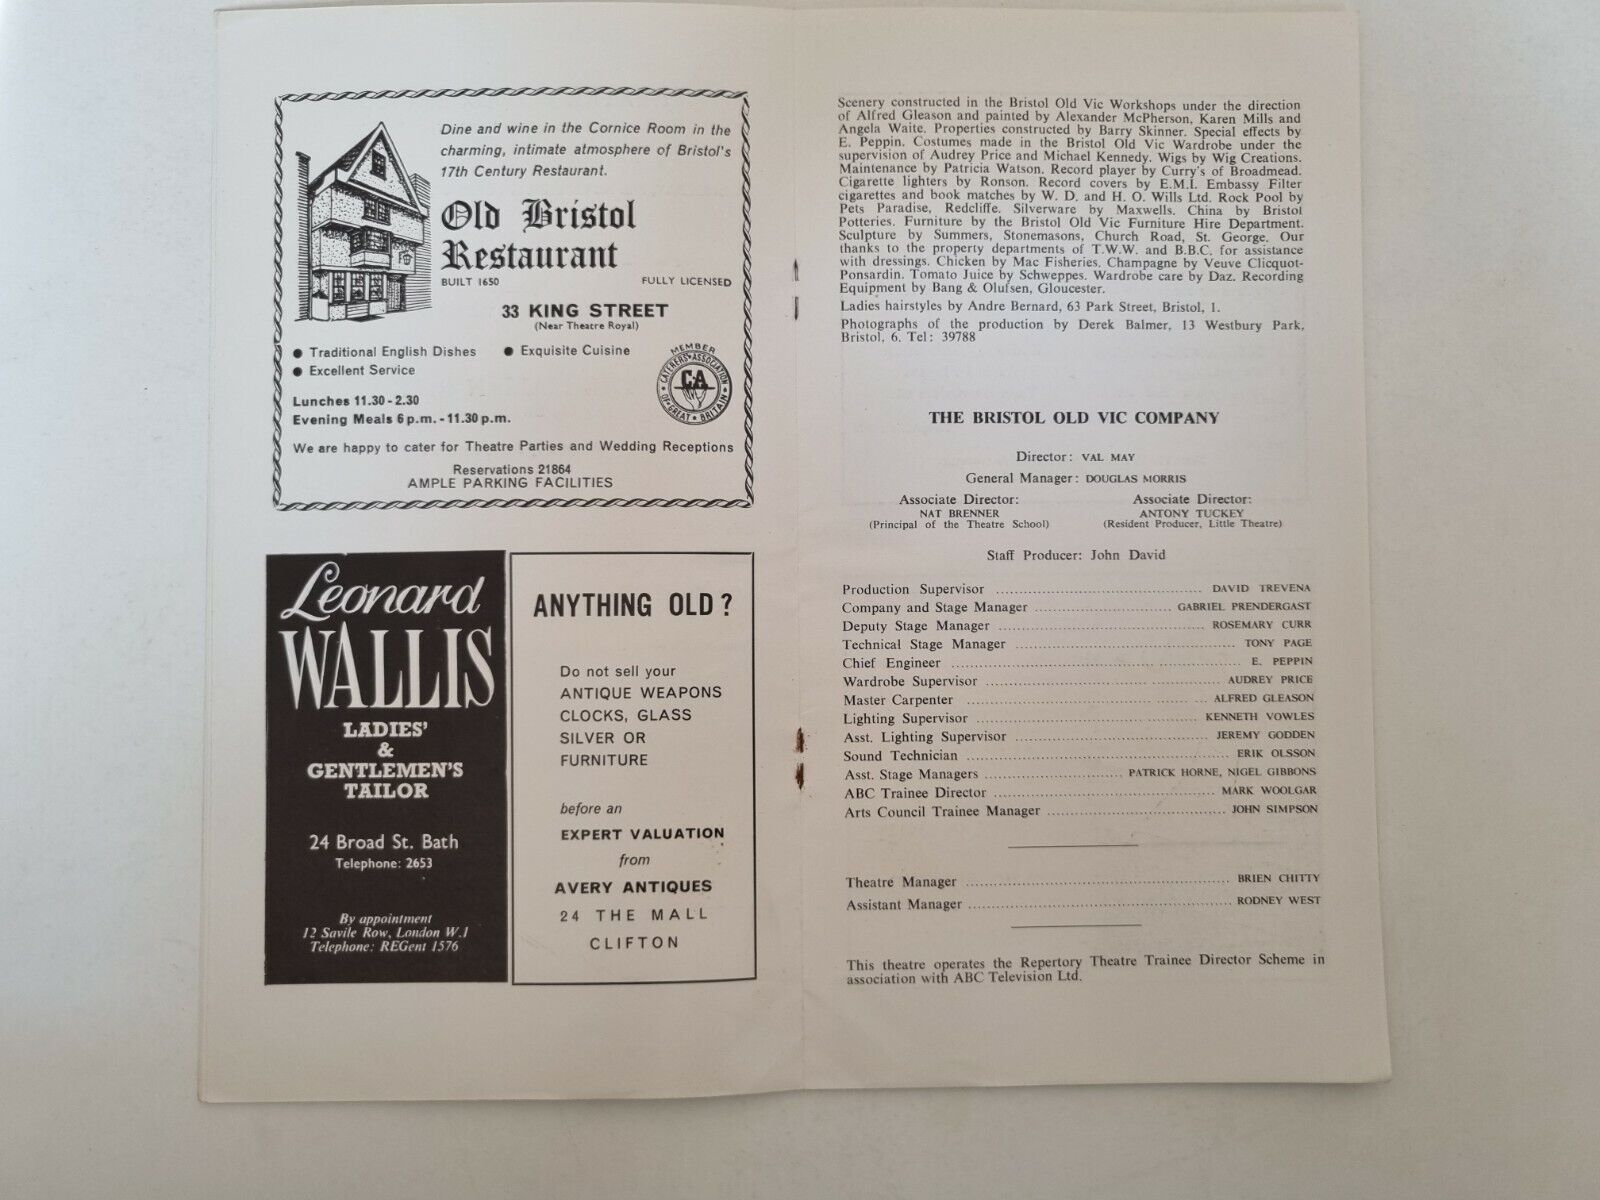 Dine and wine in the Cornice Room in the
charming, intimate atmosphere of Bristol's
17th Century Restaurant.
Old Bristol
Restaurant
BUILT 1650 FULLY LICENSED
33 KING STREET
(Near Theatre Royal)
● Traditional English Dishes ● Exquisite Cuisine
● Excellent Service
MEMBER
CATERERS ASSOCIATION
OF GREAT BRITAIN
C·A
Lunches 11.30 - 2.30
Evening Meals 6 p.m. - 11.30 p.m.
We are happy to cater for Theatre Parties and Wedding Receptions
Reservations 21864
AMPLE PARKING FACILITIES
Leonard
WALLIS
LADIES'
&
GENTLEMEN'S
TAILOR
24 Broad St. Bath
Telephone: 2653
By appointment
12 Savile Row, London W.1
Telephone: REGent 1576
ANYTHING OLD?
Do not sell your
ANTIQUE WEAPONS
CLOCKS, GLASS
SILVER OR
FURNITURE
before an
EXPERT VALUATION
from
AVERY ANTIQUES
24 THE MALL
CLIFTON
Scenery constructed in the Bristol Old Vic Workshops under the direction
of Alfred Gleason and painted by Alexander McPherson, Karen Mills and
Angela Waite. Properties constructed by Barry Skinner. Special effects by
E. Peppin. Costumes made in the Bristol Old Vic Wardrobe under the
supervision of Audrey Price and Michael Kennedy. Wigs by Wig Creations.
Maintenance by Patricia Watson. Record player by Curry's of Broadmead.
Cigarette lighters by Ronson. Record covers by E.M.I. Embassy Filter
cigarettes and book matches by W. D. and H. O. Wills Ltd. Rock Pool by
Pets Paradise, Redcliffe. Silverware by Maxwells. China by Bristol
Potteries. Furniture by the Bristol Old Vic Furniture Hire Department.
Sculpture by Summers, Stonemasons, Church Road, St. George. Our
thanks to the property departments of T.W.W. and B.B.C. for assistance
with dressings. Chicken by Mac Fisheries. Champagne by Veuve Clicquot-
Ponsardin. Tomato Juice by Schweppes. Wardrobe care by Daz. Recording
Equipment by Bang & Olufsen, Gloucester.
Ladies hairstyles by Andre Bernard, 63 Park Street, Bristol, 1.
Photographs of the production by Derek Balmer, 13 Westbury Park,
Bristol, 6. Tel: 39788
THE BRISTOL OLD VIC COMPANY
Director: VAL MAY
General Manager: DOUGLAS MORRIS
Associate Director: Associate Director:
NAT BRENNER ANTONY TUCKEY
(Principal of the Theatre School) (Resident Producer, Little Theatre)
Staff Producer: John David
Production Supervisor ........ DAVID TREVENA
Company and Stage Manager ........ GABRIEL PRENDERGAST
Deputy Stage Manager ........ ROSEMARY CURR
Technical Stage Manager ........ TONY PAGE
Chief Engineer ........ E. PEPPIN
Wardrobe Supervisor ........ AUDREY PRICE
Master Carpenter ........ ALFRED GLEASON
Lighting Supervisor ........ KENNETH VOWLES
Asst. Lighting Supervisor ........ JEREMY GODDEN
Sound Technician ........ ERIK OLSSON
Asst. Stage Managers ........ PATRICK HORNE, NIGEL GIBBONS
ABC Trainee Director ........ MARK WOOLGAR
Arts Council Trainee Manager ........ JOHN SIMPSON
Theatre Manager ........ BRIEN CHITTY
Assistant Manager ........ RODNEY WEST
This theatre operates the Repertory Theatre Trainee Director Scheme in
association with ABC Television Ltd.